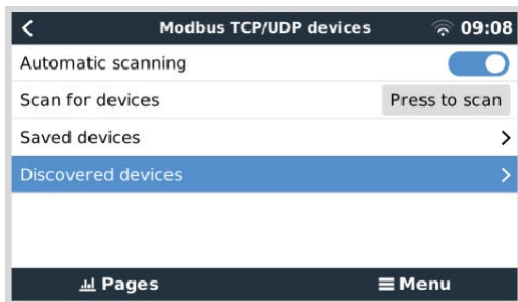 Modbus TCP/UDP devices 09:08
Automatic scanning
Scan for devices Press to scan
Saved devices
Discovered devices
Pages Menu